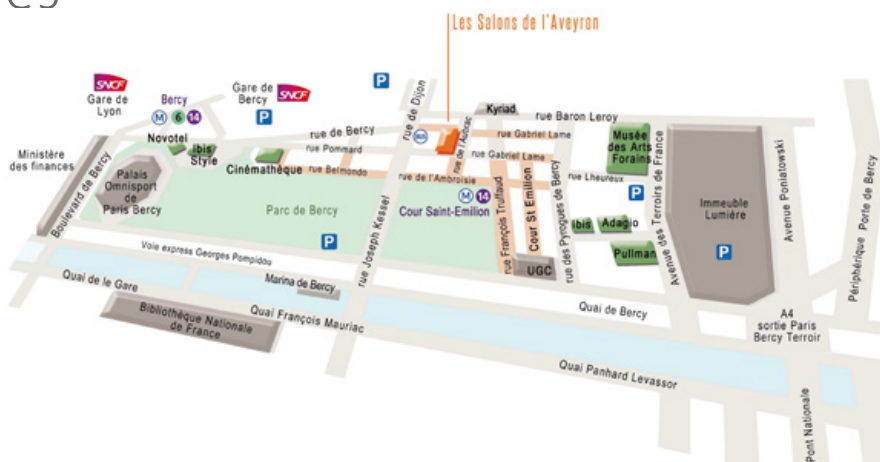 Les Salons de l'Aveyron
SNCF
Gare de
Lyon
Bercy
M 6 14
Gare de
Bercy
SNCF
P
P
Novotel
Ibis
Style
rue de Bercy
rue Pommard
Cinémathèque
rue Belmondo
rue de Dijon
BUS
rue de l'Aubrac
Kyriad
rue Baron Leroy
rue Gabriel Lame
rue Gabriel Lame
Musée
des Arts
Forains
Ministère
des finances
Boulevard de Bercy
Palais
Omnisport
de
Paris Bercy
Parc de Bercy
rue de l'Ambroisie
M 14
Cour Saint-Emilion
rue Joseph Kessel
rue François Truffaud
Cour St Emilion
rue des Pyrogues de Bercy
rue Lheureux
P
Ibis
Adagio
Pullman
UGC
Avenue des Terroirs de France
Immeuble
Lumière
P
Avenue Poniatowski
Périphérique Porte de Bercy
P
Voie express Georges Pompidou
Quai de le Gare
Marina de Bercy
Bibliothèque Nationale
de France
Quai François Mauriac
Quai de Bercy
A4
sortie Paris
Bercy Terroir
Quai Panhard Levassor
Pont Nationale